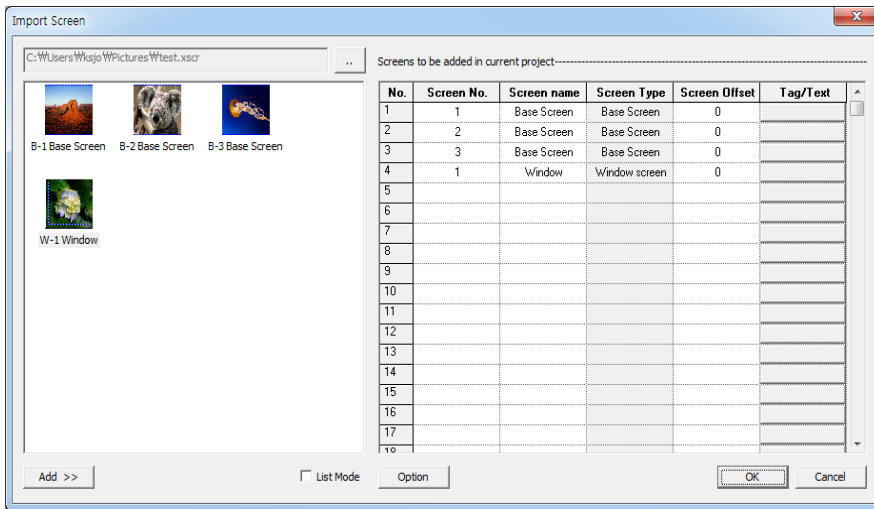 Import Screen
C:₩Users₩ksjo₩Pictures₩test.xscr
..
Screens to be added in current project
B-1 Base Screen B-2 Base Screen B-3 Base Screen
W-1 Window
No. Screen No. Screen name Screen Type Screen Offset Tag/Text
1 1 Base Screen Base Screen 0
2 2 Base Screen Base Screen 0
3 3 Base Screen Base Screen 0
4 1 Window Window screen 0
5
6
7
8
9
10
11
12
13
14
15
16
17
18
Add >>
List Mode
Option
OK
Cancel